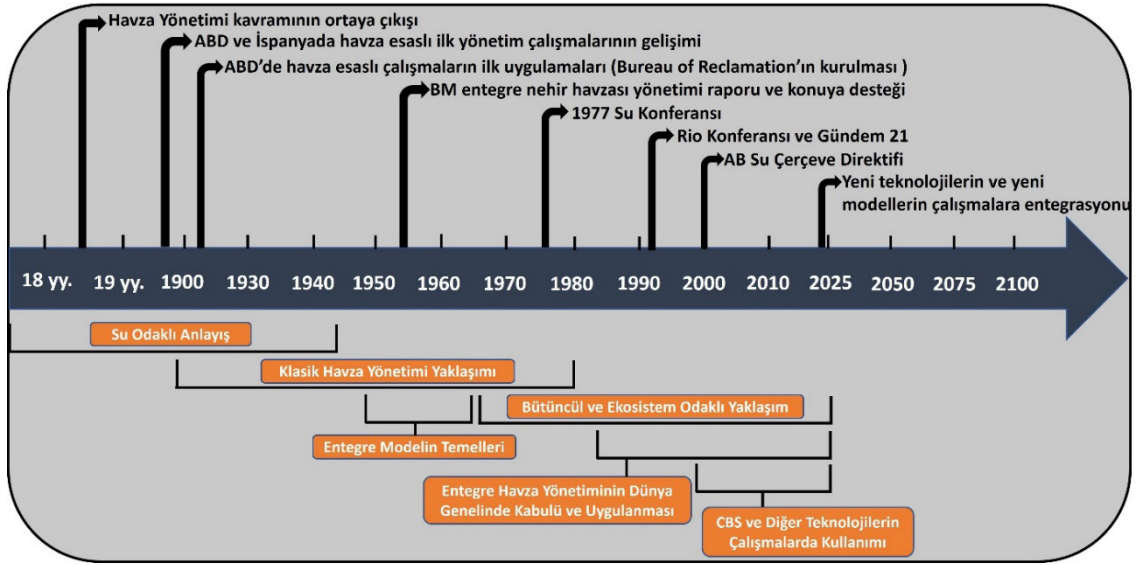 Havza Yönetimi kavramının ortaya çıkışı
ABD ve İspanyada havza esaslı ilk yönetim çalışmalarının gelişimi
ABD'de havza esaslı çalışmaların ilk uygulamaları (Bureau of Reclamation'ın kurulması )
BM entegre nehir havzası yönetimi raporu ve konuya desteği
1977 Su Konferansı
Rio Konferansı ve Gündem 21
AB Su Çerçeve Direktifi
Yeni teknolojilerin ve yeni
modellerin çalışmalara entegrasyonu
18 yy. 19 yy. 1900 1930 1940 1950 1960 1970 1980 1990 2000 2010 2025 2050 2075 2100
Su Odaklı Anlayış
Klasik Havza Yönetimi Yaklaşımı
Bütüncül ve Ekosistem Odaklı Yaklaşım
Entegre Modelin Temelleri
Entegre Havza Yönetiminin Dünya
Genelinde Kabulü ve Uygulanması
CBS ve Diğer Teknolojilerin
Çalışmalarda Kullanımı